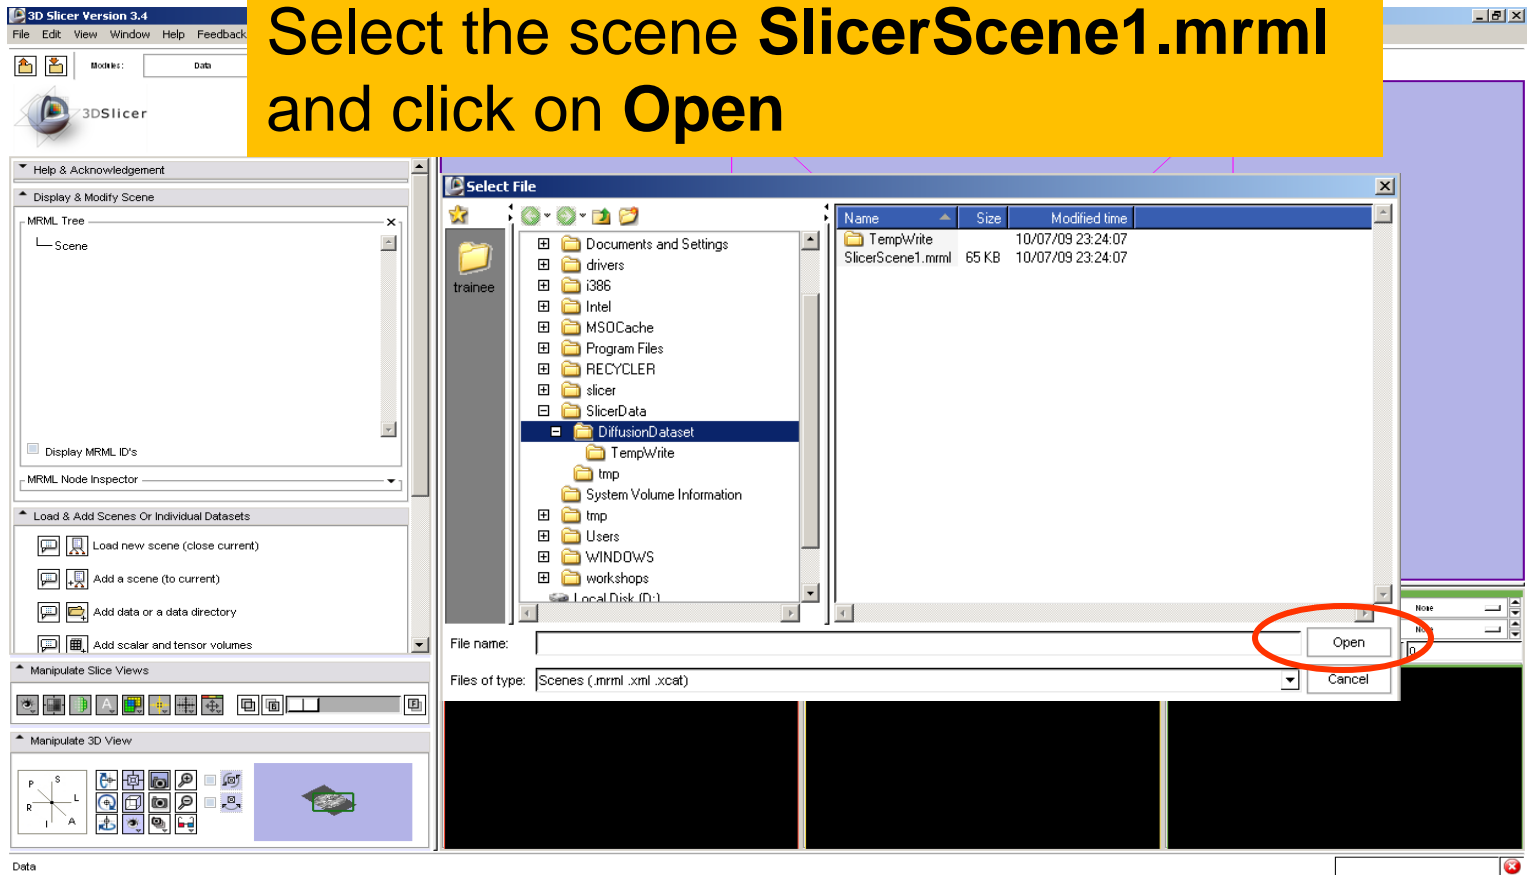 3D Slicer Version 3.4
File Edit View Window Help Feedback
Select the scene SlicerScene1.mrml
and click on Open
Modules: Data
3DSlicer
Help & Acknowledgement
Display & Modify Scene
MRML Tree
Scene
Display MRML ID's
MRML Node Inspector
Load & Add Scenes Or Individual Datasets
Load new scene (close current)
Add a scene (to current)
Add data or a data directory
Add scalar and tensor volumes
Manipulate Slice Views
Manipulate 3D View
P S
R L
I A
Data
Select File
trainee
Documents and Settings
drivers
i386
Intel
MSOCache
Program Files
RECYCLER
slicer
SlicerData
DiffusionDataset
TempWrite
tmp
System Volume Information
tmp
Users
WINDOWS
workshops
Local Disk (D:)
Name Size Modified time
TempWrite 10/07/09 23:24:07
SlicerScene1.mrml 65 KB 10/07/09 23:24:07
File name:
Open
Files of type: Scenes (.mrml .xml .xcat)
Cancel
None
None
0